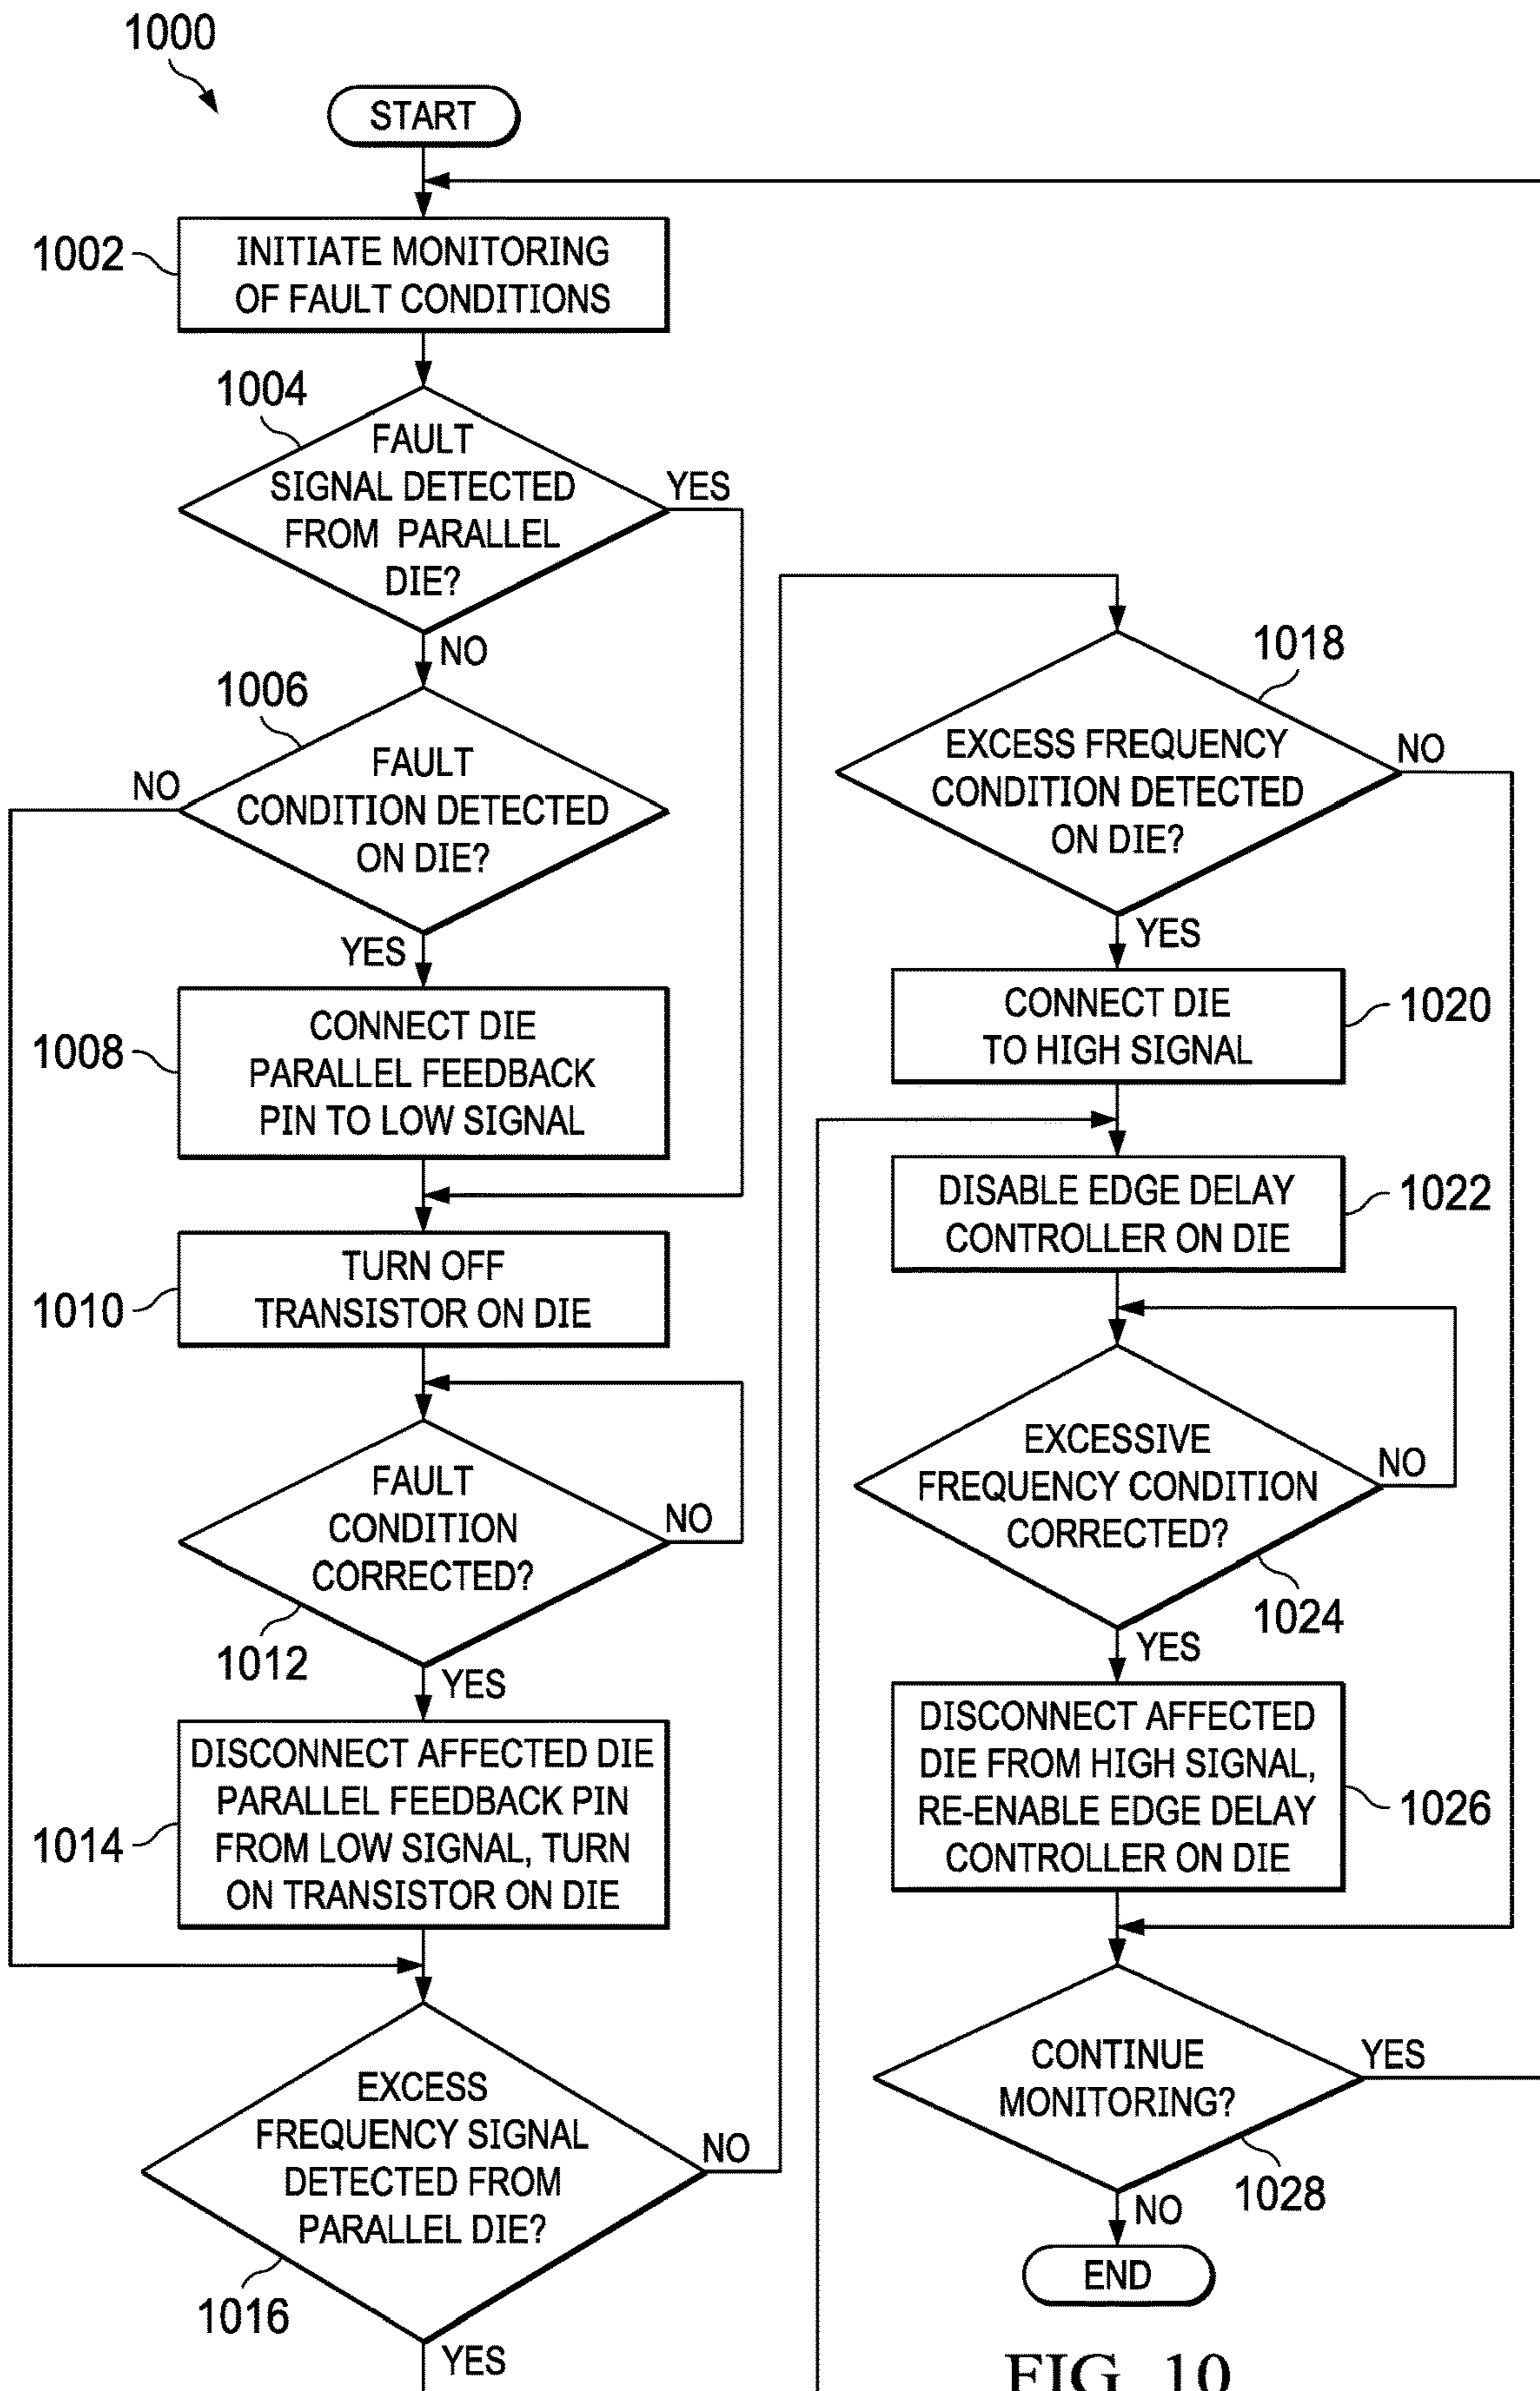 1000
START
1002
INITIATE MONITORING
OF FAULT CONDITIONS
1004
FAULT
SIGNAL DETECTED
FROM PARALLEL
DIE?
YES
NO
1006
FAULT
CONDITION DETECTED
ON DIE?
NO
YES
1008
CONNECT DIE
PARALLEL FEEDBACK
PIN TO LOW SIGNAL
1010
TURN OFF
TRANSISTOR ON DIE
FAULT
CONDITION
CORRECTED?
NO
1012
YES
1014
DISCONNECT AFFECTED DIE
PARALLEL FEEDBACK PIN
FROM LOW SIGNAL, TURN
ON TRANSISTOR ON DIE
EXCESS
FREQUENCY SIGNAL
DETECTED FROM
PARALLEL DIE?
NO
1016
YES
1018
EXCESS FREQUENCY
CONDITION DETECTED
ON DIE?
NO
YES
CONNECT DIE
TO HIGH SIGNAL
1020
DISABLE EDGE DELAY
CONTROLLER ON DIE
1022
EXCESSIVE
FREQUENCY CONDITION
CORRECTED?
NO
1024
YES
DISCONNECT AFFECTED
DIE FROM HIGH SIGNAL,
RE-ENABLE EDGE DELAY
CONTROLLER ON DIE
1026
CONTINUE
MONITORING?
YES
1028
NO
END
FIG. 10